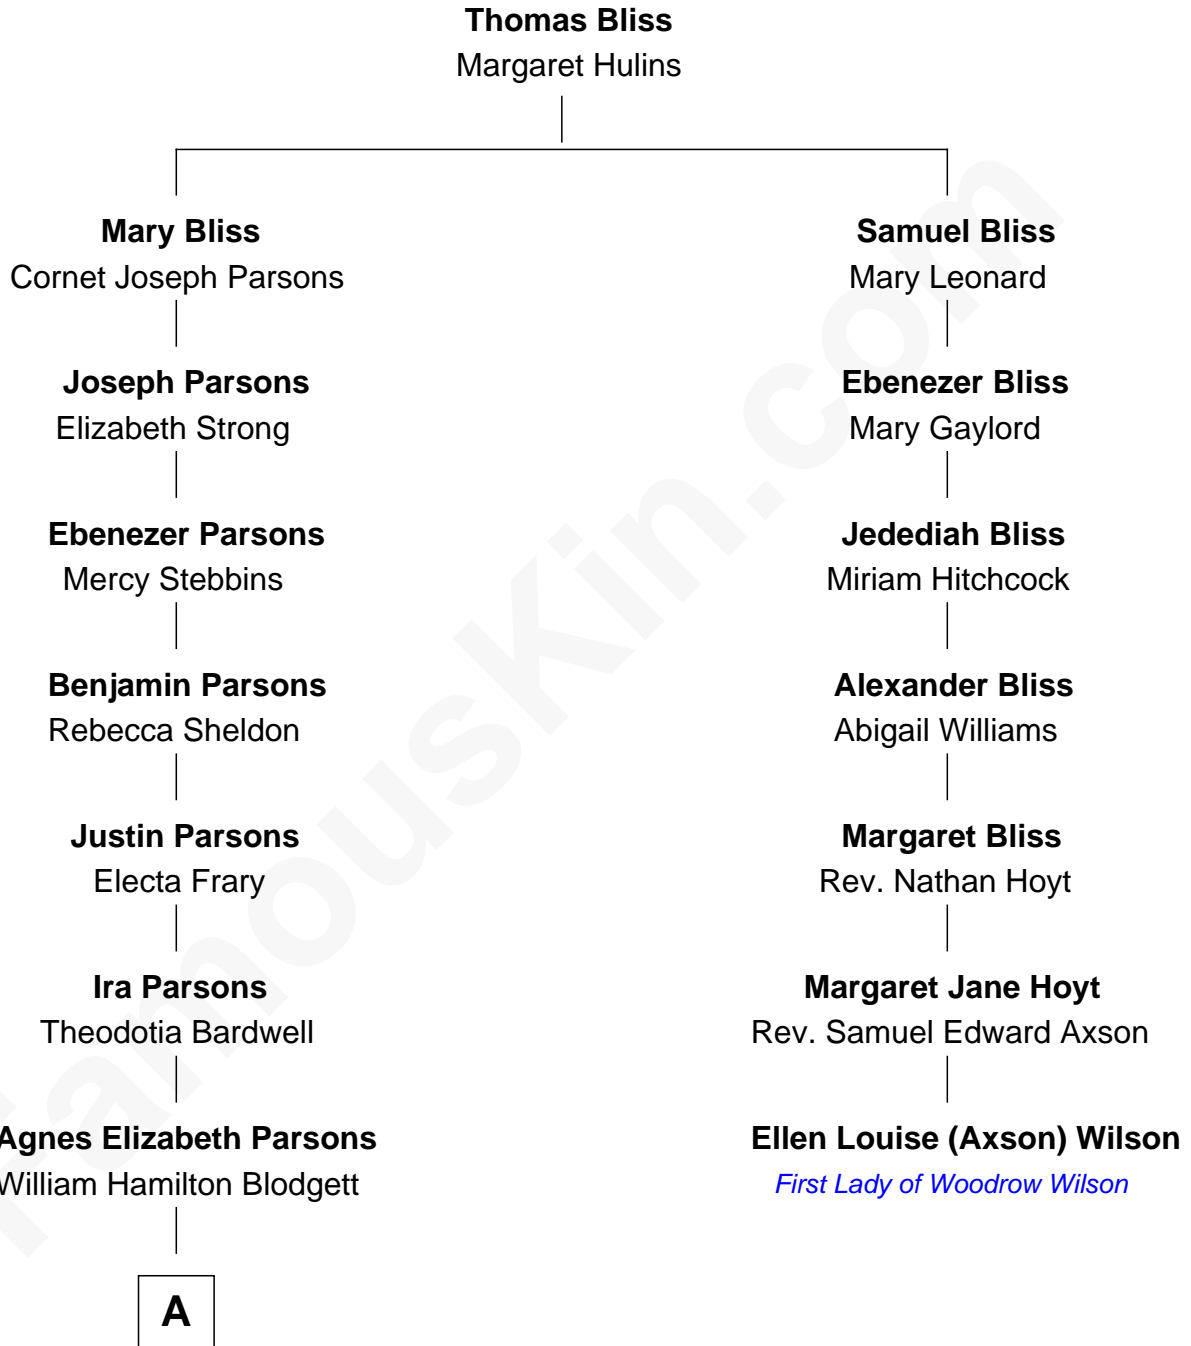 Thomas Bliss
Margaret Hulins
Mary Bliss
Cornet Joseph Parsons
Samuel Bliss
Mary Leonard
Joseph Parsons
Elizabeth Strong
Ebenezer Bliss
Mary Gaylord
Ebenezer Parsons
Mercy Stebbins
Jedediah Bliss
Miriam Hitchcock
Benjamin Parsons
Rebecca Sheldon
Alexander Bliss
Abigail Williams
Justin Parsons
Electa Frary
Margaret Bliss
Rev. Nathan Hoyt
Ira Parsons
Theodotia Bardwell
Margaret Jane Hoyt
Rev. Samuel Edward Axson
Agnes Elizabeth Parsons
William Hamilton Blodgett
Ellen Louise (Axson) Wilson
First Lady of Woodrow Wilson
A
FamousKin.com